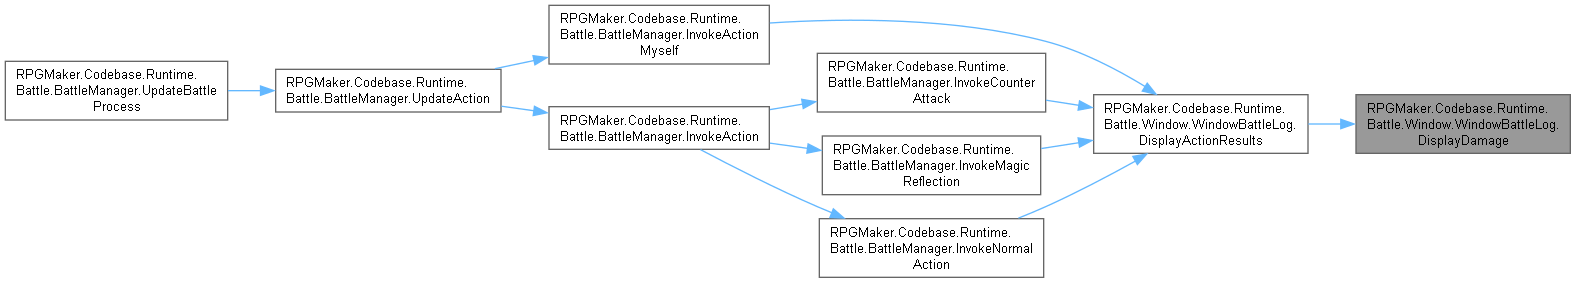 RPGMaker.Codebase.Runtime.
Battle.BattleManager.UpdateBattle
Process
RPGMaker.Codebase.Runtime.
Battle.BattleManager.UpdateAction
RPGMaker.Codebase.Runtime.
Battle.BattleManager.InvokeAction
Myself
RPGMaker.Codebase.Runtime.
Battle.BattleManager.InvokeAction
RPGMaker.Codebase.Runtime.
Battle.BattleManager.InvokeCounter
Attack
RPGMaker.Codebase.Runtime.
Battle.BattleManager.InvokeMagic
Reflection
RPGMaker.Codebase.Runtime.
Battle.BattleManager.InvokeNormal
Action
RPGMaker.Codebase.Runtime.
Battle.Window.WindowBattleLog.
DisplayActionResults
RPGMaker.Codebase.Runtime.
Battle.Window.WindowBattleLog.
DisplayDamage